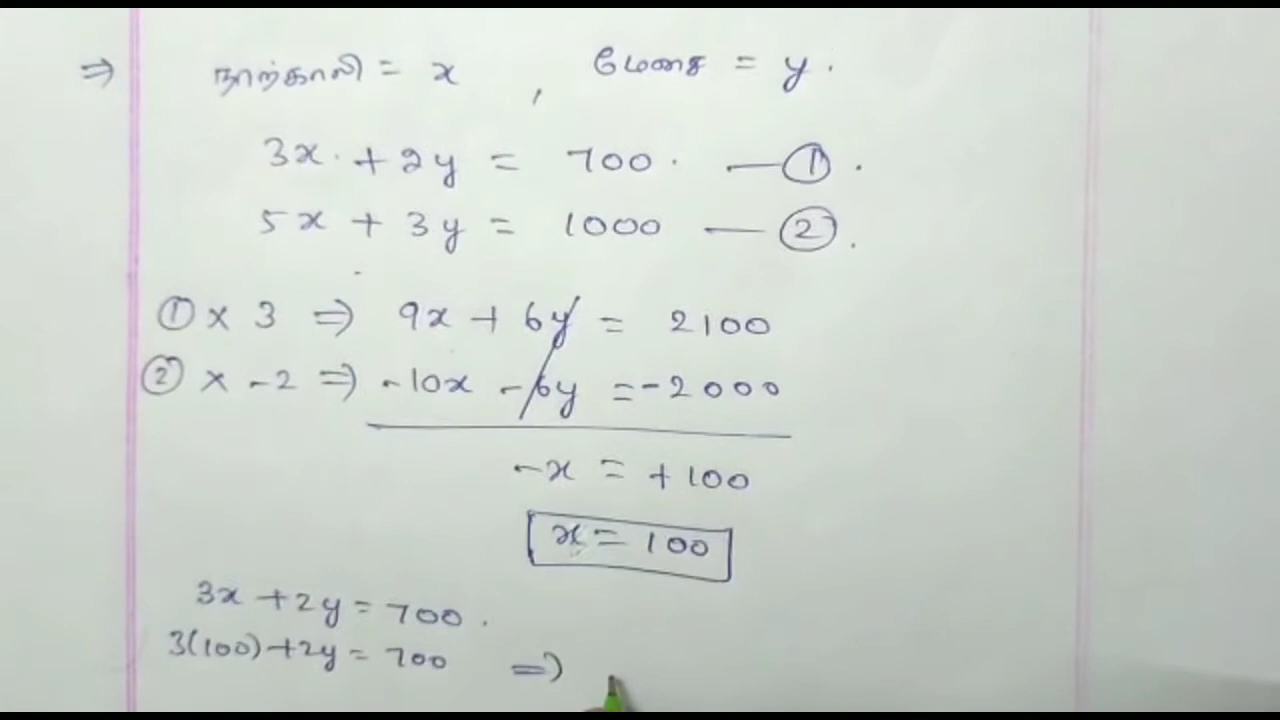 ⇒ நாற்காலி = x , மேசை = y.
3x + 2y = 700. —①.
5x + 3y = 1000 —②.
① × 3 ⇒ 9x + 6y = 2100
② × -2 ⇒ -10x - 6y = -2000
-x = +100
x = 100
3x + 2y = 700.
3(100) + 2y = 700 ⇒